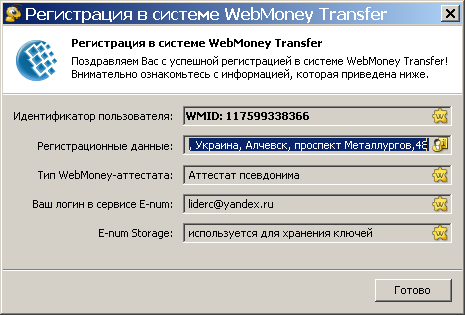 Регистрация в системе WebMoney Transfer
Регистрация в системе WebMoney Transfer
Поздравляем Вас с успешной регистрацией в системе WebMoney Transfer!
Внимательно ознакомьтесь с информацией, которая приведена ниже.
Идентификатор пользователя: WMID: 117599338366
Регистрационные данные: , Украина, Алчевск, проспект Металлургов,48
Тип WebMoney-аттестата: Аттестат псевдонима
Ваш логин в сервисе E-num: liderc@yandex.ru
E-num Storage: используется для хранения ключей
Готово